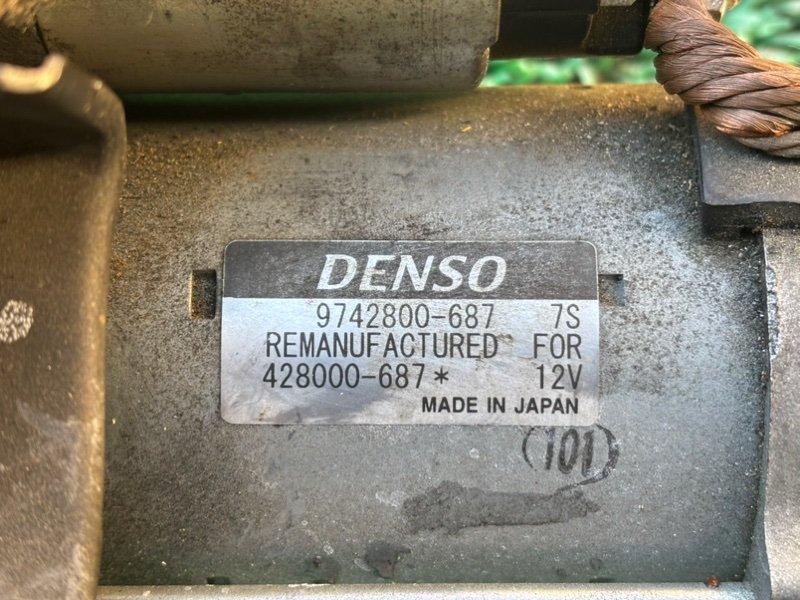 DENSO
9742800-687 7S
REMANUFACTURED FOR
428000-687* 12V
MADE IN JAPAN
(101)